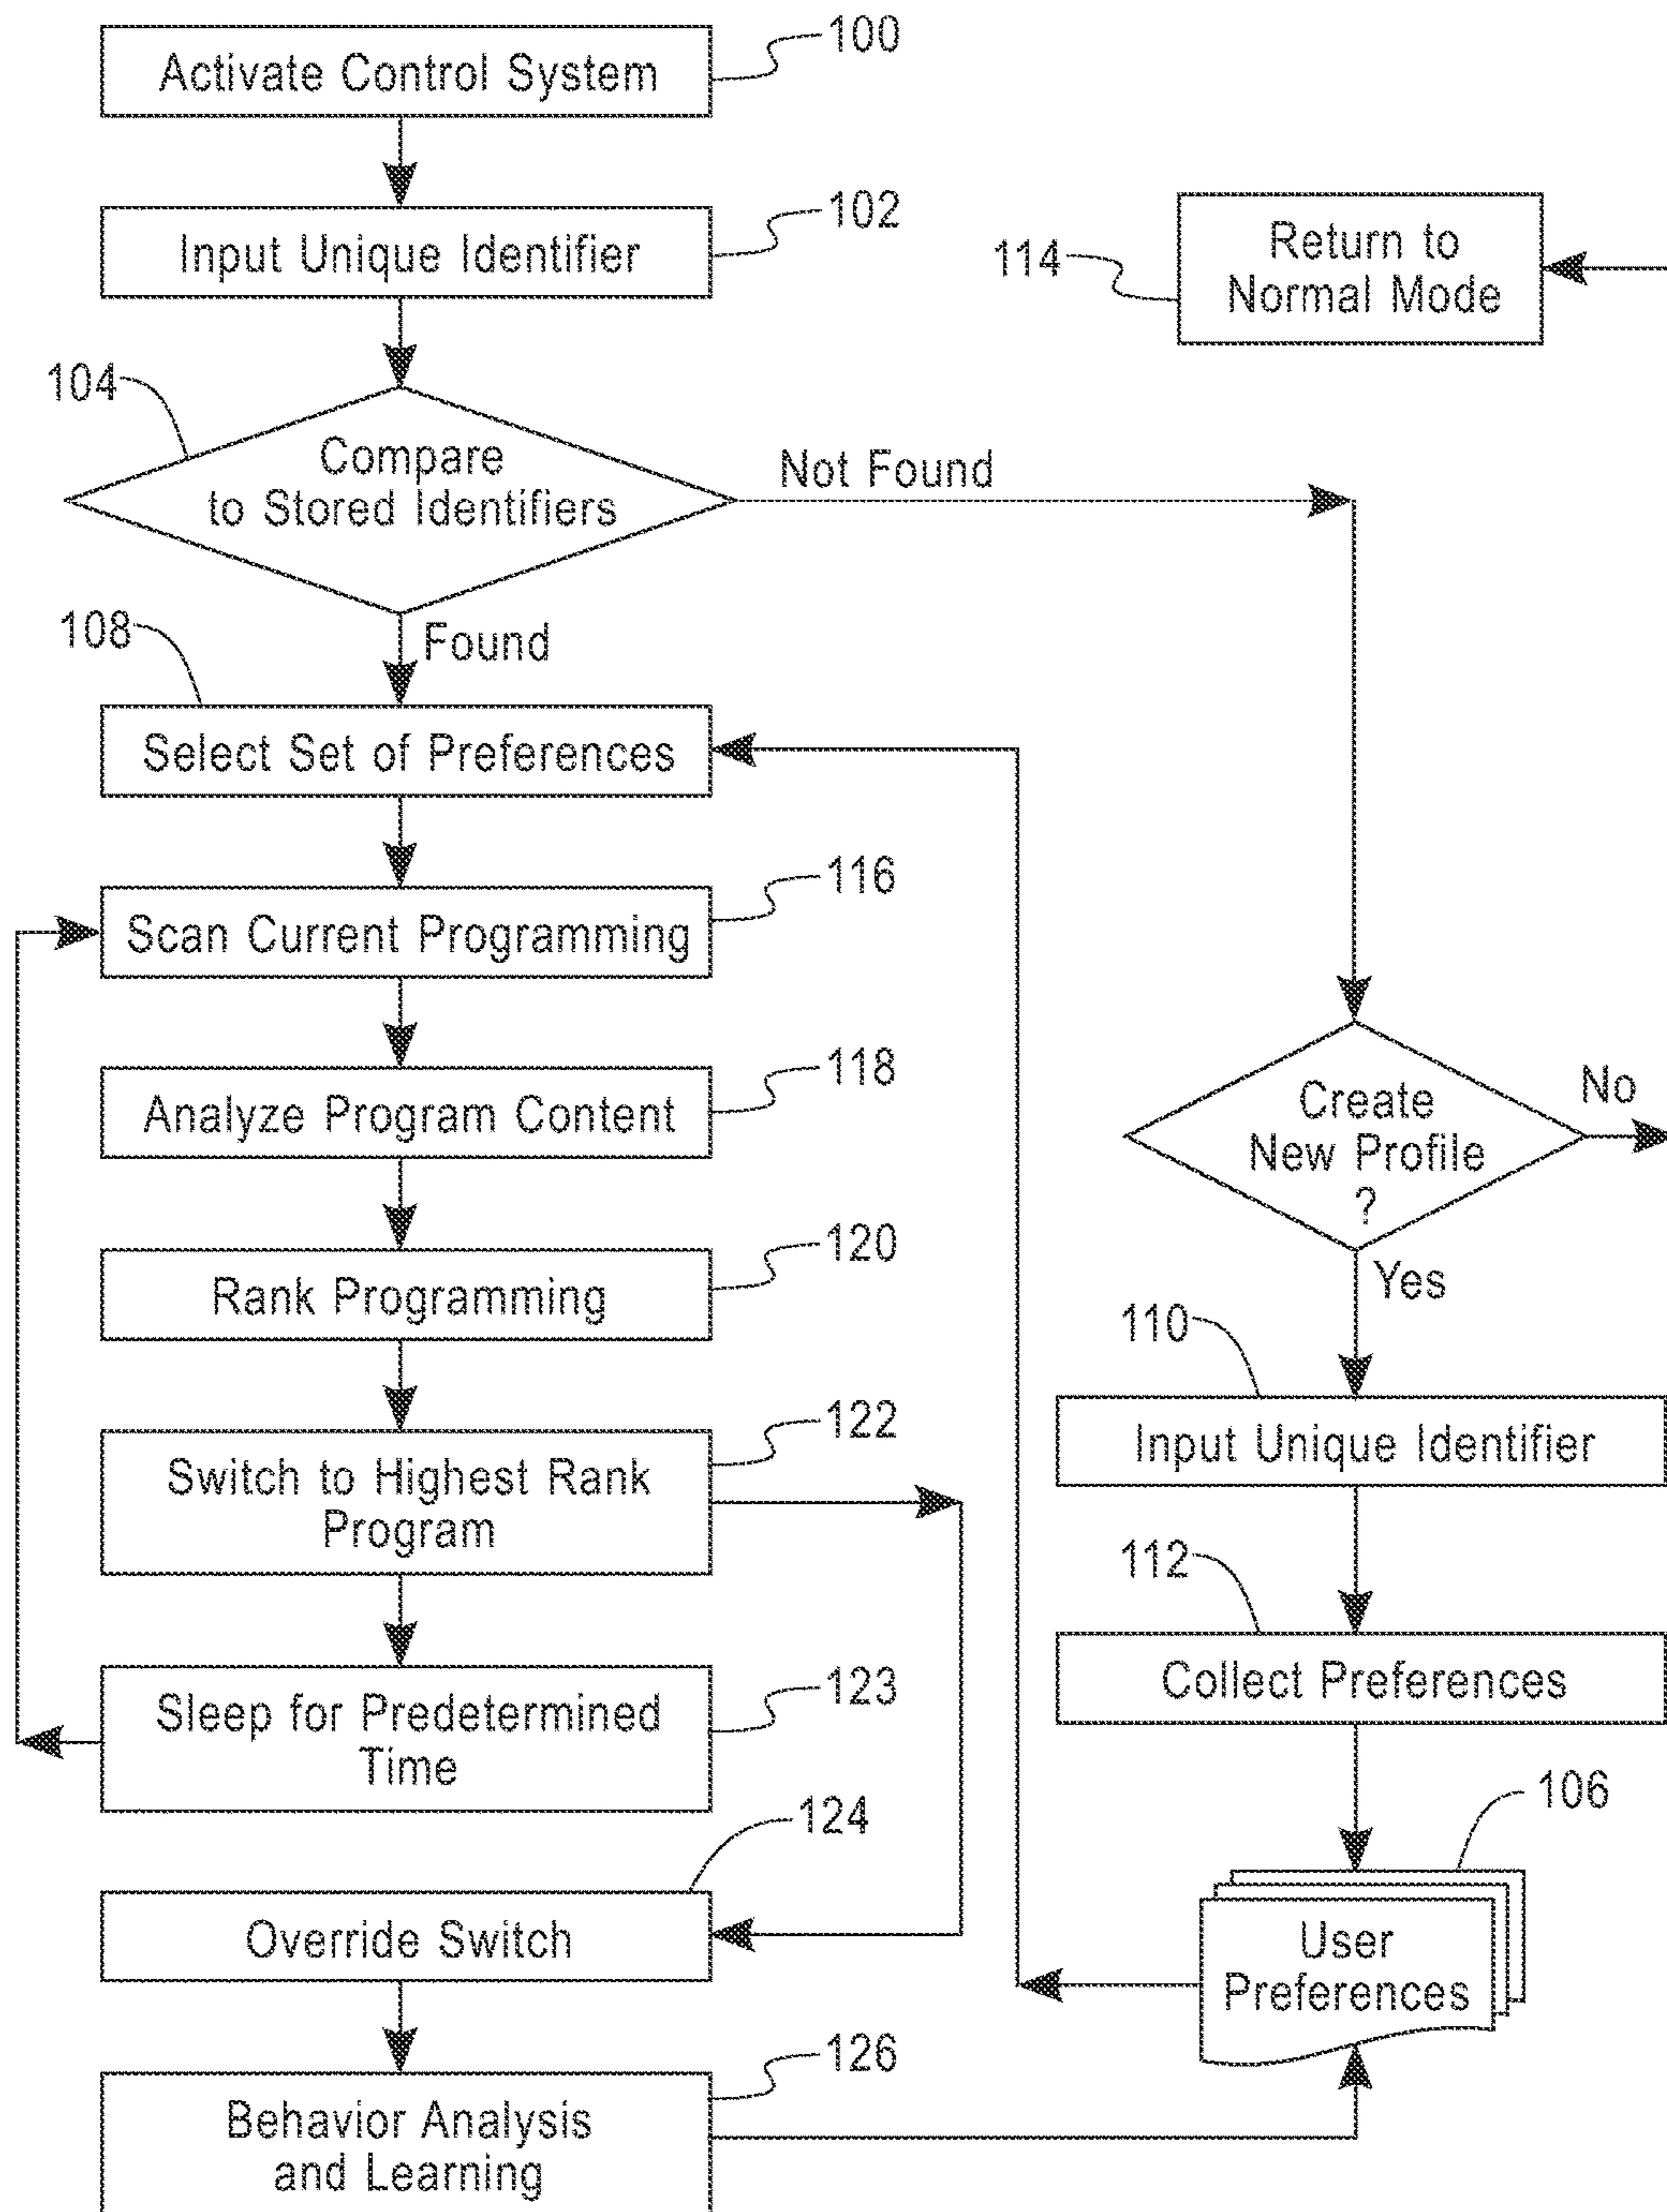 Activate Control System
100
Input Unique Identifier
102
Return to
Normal Mode
114
104
Compare
to Stored Identifiers
Not Found
Found
108
Select Set of Preferences
Scan Current Programming
116
Analyze Program Content
118
Create
New Profile
?
No
Yes
Rank Programming
120
110
Input Unique Identifier
Switch to Highest Rank
Program
122
112
Collect Preferences
Sleep for Predetermined
Time
123
106
User
Preferences
124
Override Switch
Behavior Analysis
and Learning
126